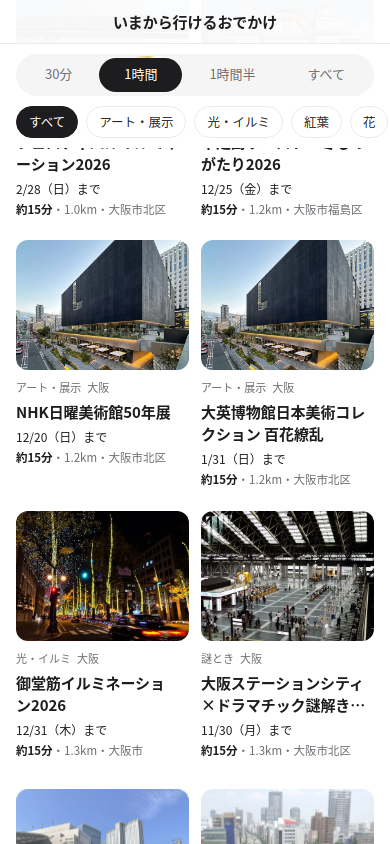 いまから行けるおでかけ
30分
1時間
1時間半
すべて
すべて
アート・展示
光・イルミ
紅葉
花
ーション2026
がたり2026
2/28（日）まで
12/25（金）まで
約15分・1.0km・大阪市北区
約15分・1.2km・大阪市福島区
アート・展示 大阪
アート・展示 大阪
NHK日曜美術館50年展
大英博物館日本美術コレ
クション 百花繚乱
12/20（日）まで
約15分・1.2km・大阪市北区
1/31（日）まで
約15分・1.2km・大阪市北区
光・イルミ 大阪
謎とき 大阪
御堂筋イルミネーショ
ン2026
大阪ステーションシティ
×ドラマチック謎解き…
12/31（木）まで
11/30（月）まで
約15分・1.3km・大阪市
約15分・1.3km・大阪市北区